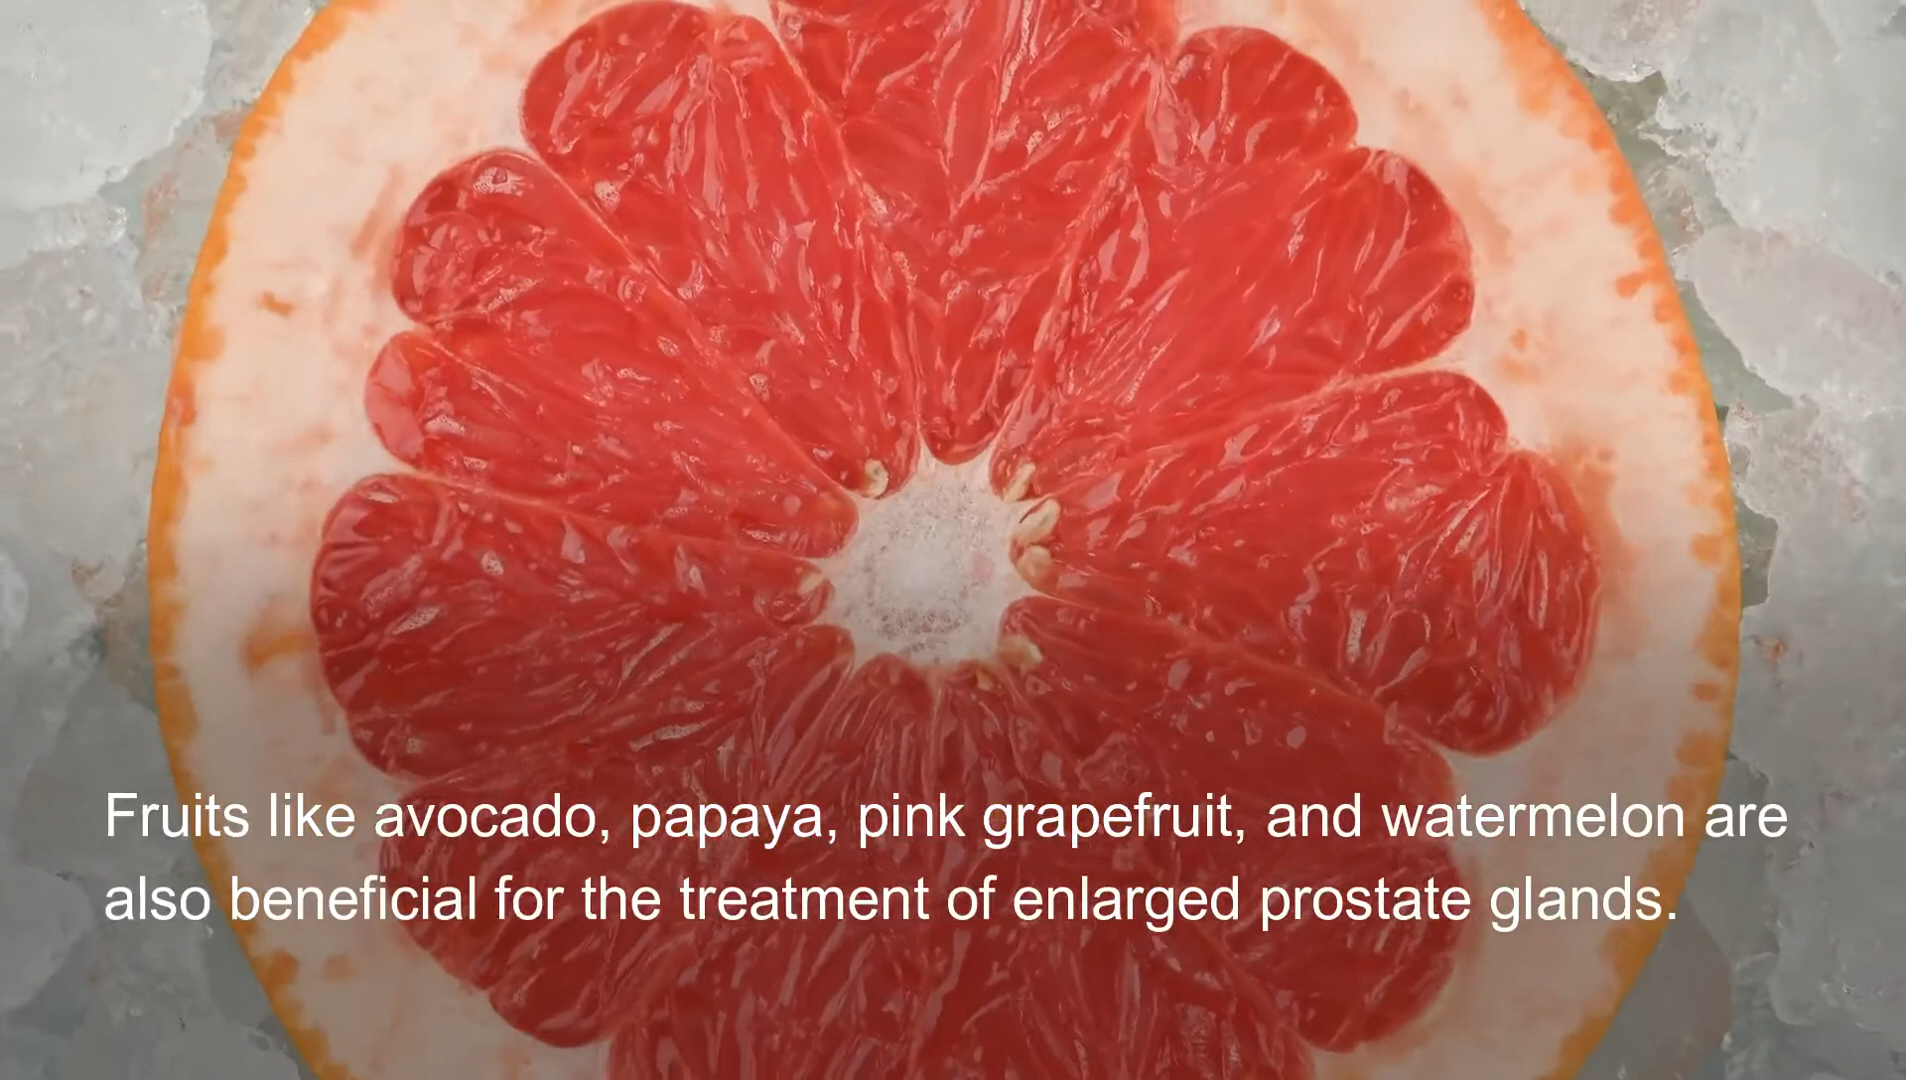 Fruits like avocado, papaya, pink grapefruit, and watermelon are
also beneficial for the treatment of enlarged prostate glands.